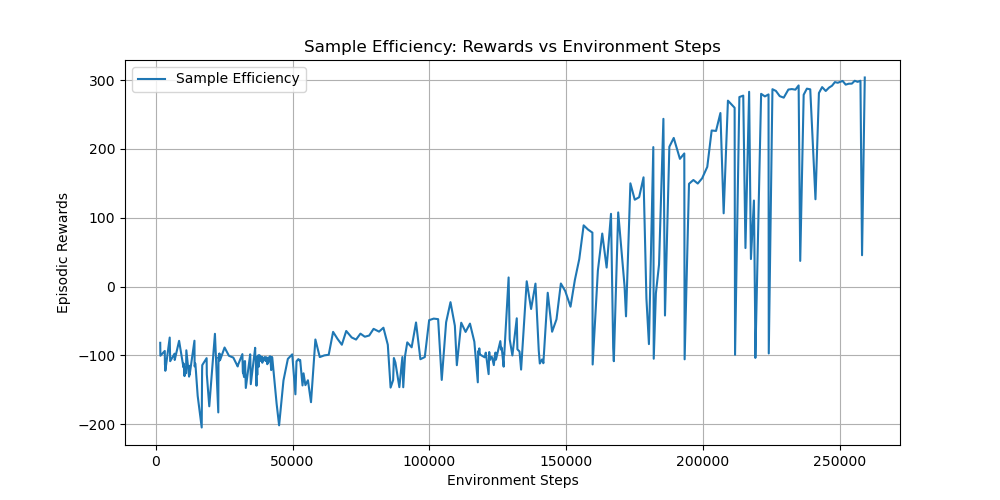 Sample Efficiency: Rewards vs Environment Steps
Sample Efficiency
300
200
100
0
−100
−200
Episodic Rewards
0 50000 100000 150000 200000 250000
Environment Steps